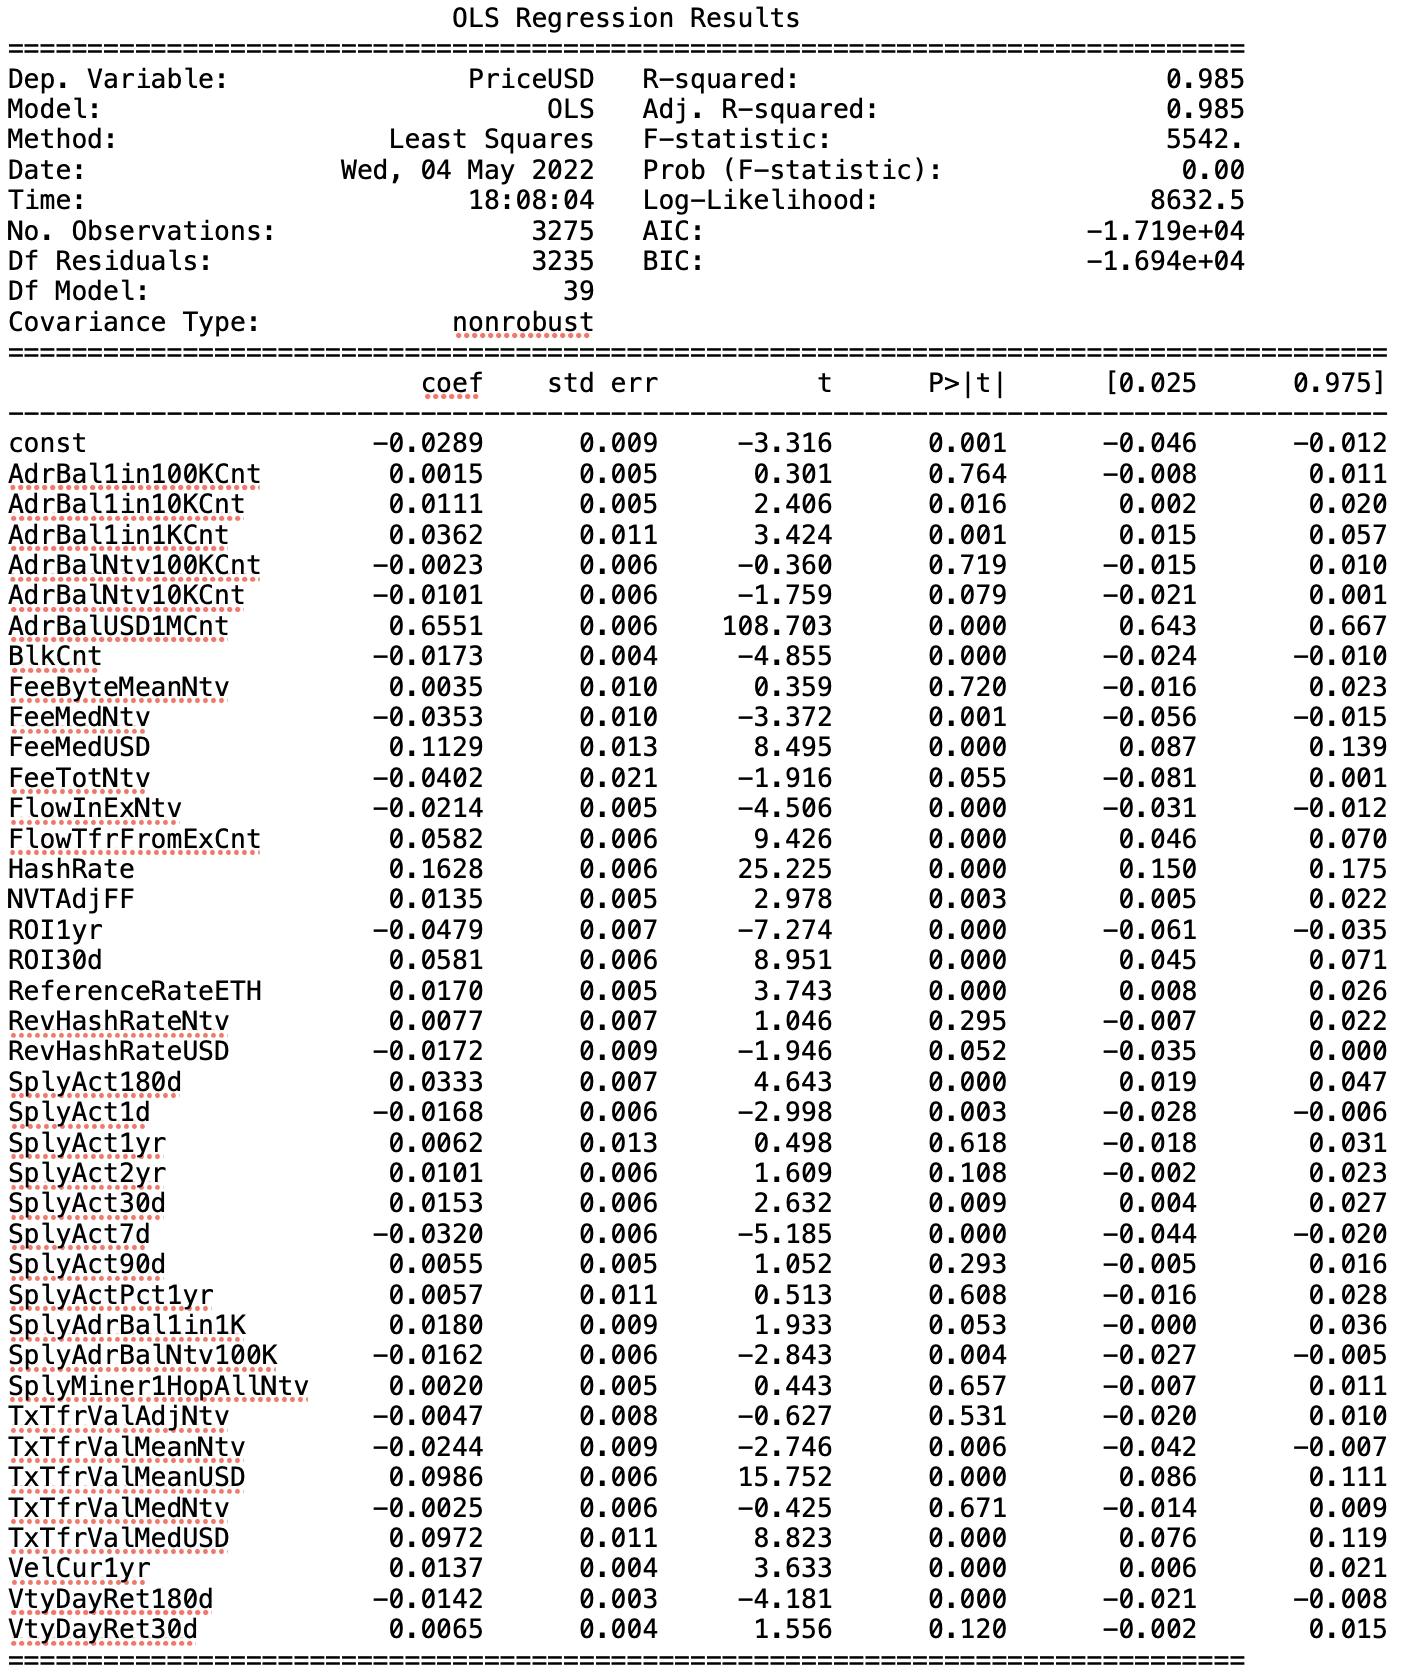 OLS Regression Results
==============================================================================
Dep. Variable: PriceUSD R-squared: 0.985
Model: OLS Adj. R-squared: 0.985
Method: Least Squares F-statistic: 5542.
Date: Wed, 04 May 2022 Prob (F-statistic): 0.00
Time: 18:08:04 Log-Likelihood: 8632.5
No. Observations: 3275 AIC: -1.719e+04
Df Residuals: 3235 BIC: -1.694e+04
Df Model: 39
Covariance Type: nonrobust
=======================================================================================
coef std err t P>|t| [0.025 0.975]
---------------------------------------------------------------------------------------
const -0.0289 0.009 -3.316 0.001 -0.046 -0.012
AdrBal1in100KCnt 0.0015 0.005 0.301 0.764 -0.008 0.011
AdrBal1in10KCnt 0.0111 0.005 2.406 0.016 0.002 0.020
AdrBal1in1KCnt 0.0362 0.011 3.424 0.001 0.015 0.057
AdrBalNtv100KCnt -0.0023 0.006 -0.360 0.719 -0.015 0.010
AdrBalNtv10KCnt -0.0101 0.006 -1.759 0.079 -0.021 0.001
AdrBalUSD1MCnt 0.6551 0.006 108.703 0.000 0.643 0.667
BlkCnt -0.0173 0.004 -4.855 0.000 -0.024 -0.010
FeeByteMeanNtv 0.0035 0.010 0.359 0.720 -0.016 0.023
FeeMedNtv -0.0353 0.010 -3.372 0.001 -0.056 -0.015
FeeMedUSD 0.1129 0.013 8.495 0.000 0.087 0.139
FeeTotNtv -0.0402 0.021 -1.916 0.055 -0.081 0.001
FlowInExNtv -0.0214 0.005 -4.506 0.000 -0.031 -0.012
FlowTfrFromExCnt 0.0582 0.006 9.426 0.000 0.046 0.070
HashRate 0.1628 0.006 25.225 0.000 0.150 0.175
NVTAdjFF 0.0135 0.005 2.978 0.003 0.005 0.022
ROI1yr -0.0479 0.007 -7.274 0.000 -0.061 -0.035
ROI30d 0.0581 0.006 8.951 0.000 0.045 0.071
ReferenceRateETH 0.0170 0.005 3.743 0.000 0.008 0.026
RevHashRateNtv 0.0077 0.007 1.046 0.295 -0.007 0.022
RevHashRateUSD -0.0172 0.009 -1.946 0.052 -0.035 0.000
SplyAct180d 0.0333 0.007 4.643 0.000 0.019 0.047
SplyAct1d -0.0168 0.006 -2.998 0.003 -0.028 -0.006
SplyAct1yr 0.0062 0.013 0.498 0.618 -0.018 0.031
SplyAct2yr 0.0101 0.006 1.609 0.108 -0.002 0.023
SplyAct30d 0.0153 0.006 2.632 0.009 0.004 0.027
SplyAct7d -0.0320 0.006 -5.185 0.000 -0.044 -0.020
SplyAct90d 0.0055 0.005 1.052 0.293 -0.005 0.016
SplyActPct1yr 0.0057 0.011 0.513 0.608 -0.016 0.028
SplyAdrBal1in1K 0.0180 0.009 1.933 0.053 -0.000 0.036
SplyAdrBalNtv100K -0.0162 0.006 -2.843 0.004 -0.027 -0.005
SplyMiner1HopAllNtv 0.0020 0.005 0.443 0.657 -0.007 0.011
TxTfrValAdjNtv -0.0047 0.008 -0.627 0.531 -0.020 0.010
TxTfrValMeanNtv -0.0244 0.009 -2.746 0.006 -0.042 -0.007
TxTfrValMeanUSD 0.0986 0.006 15.752 0.000 0.086 0.111
TxTfrValMedNtv -0.0025 0.006 -0.425 0.671 -0.014 0.009
TxTfrValMedUSD 0.0972 0.011 8.823 0.000 0.076 0.119
VelCur1yr 0.0137 0.004 3.633 0.000 0.006 0.021
VtyDayRet180d -0.0142 0.003 -4.181 0.000 -0.021 -0.008
VtyDayRet30d 0.0065 0.004 1.556 0.120 -0.002 0.015
==============================================================================